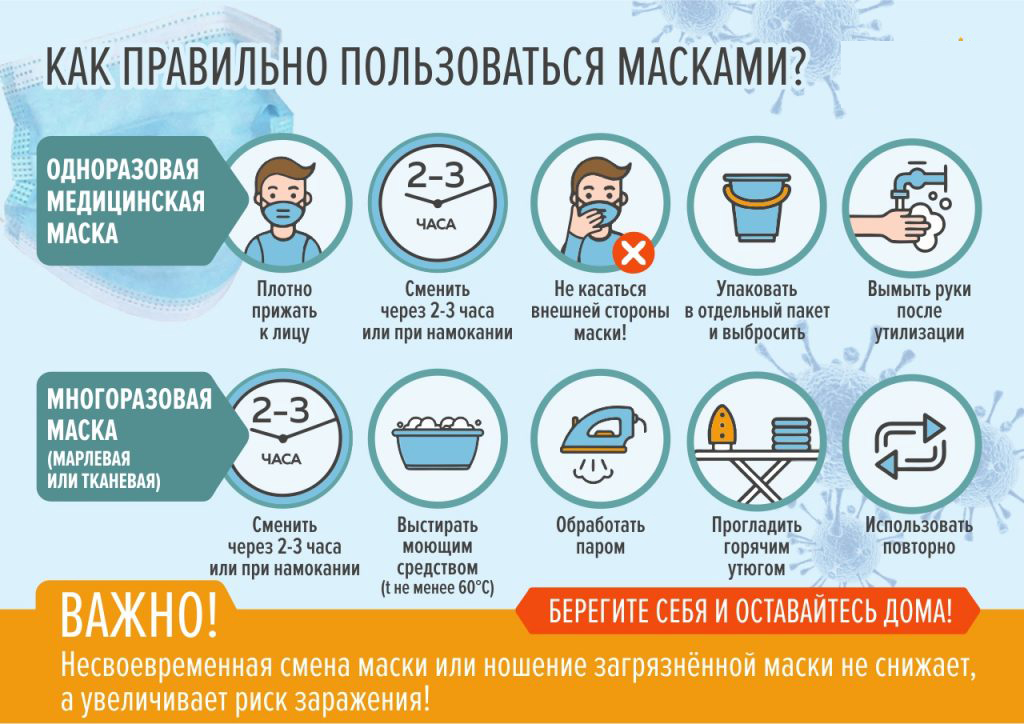 КАК ПРАВИЛЬНО ПОЛЬЗОВАТЬСЯ МАСКАМИ?
ОДНОРАЗОВАЯ
МЕДИЦИНСКАЯ
МАСКА
2–3
ЧАСА
Плотно
прижать
к лицу
Сменить
через 2-3 часа
или при намокании
Не касаться
внешней стороны
маски!
Упаковать
в отдельный пакет
и выбросить
Вымыть руки
после
утилизации
МНОГОРАЗОВАЯ
МАСКА
(МАРЛЕВАЯ
ИЛИ ТКАНЕВАЯ)
2–3
ЧАСА
Сменить
через 2-3 часа
или при намокании
Выстирать
моющим
средством
(t не менее 60°C)
Обработать
паром
Прогладить
горячим
утюгом
Использовать
повторно
ВАЖНО!
БЕРЕГИТЕ СЕБЯ И ОСТАВАЙТЕСЬ ДОМА!
Несвоевременная смена маски или ношение загрязнённой маски не снижает,
а увеличивает риск заражения!